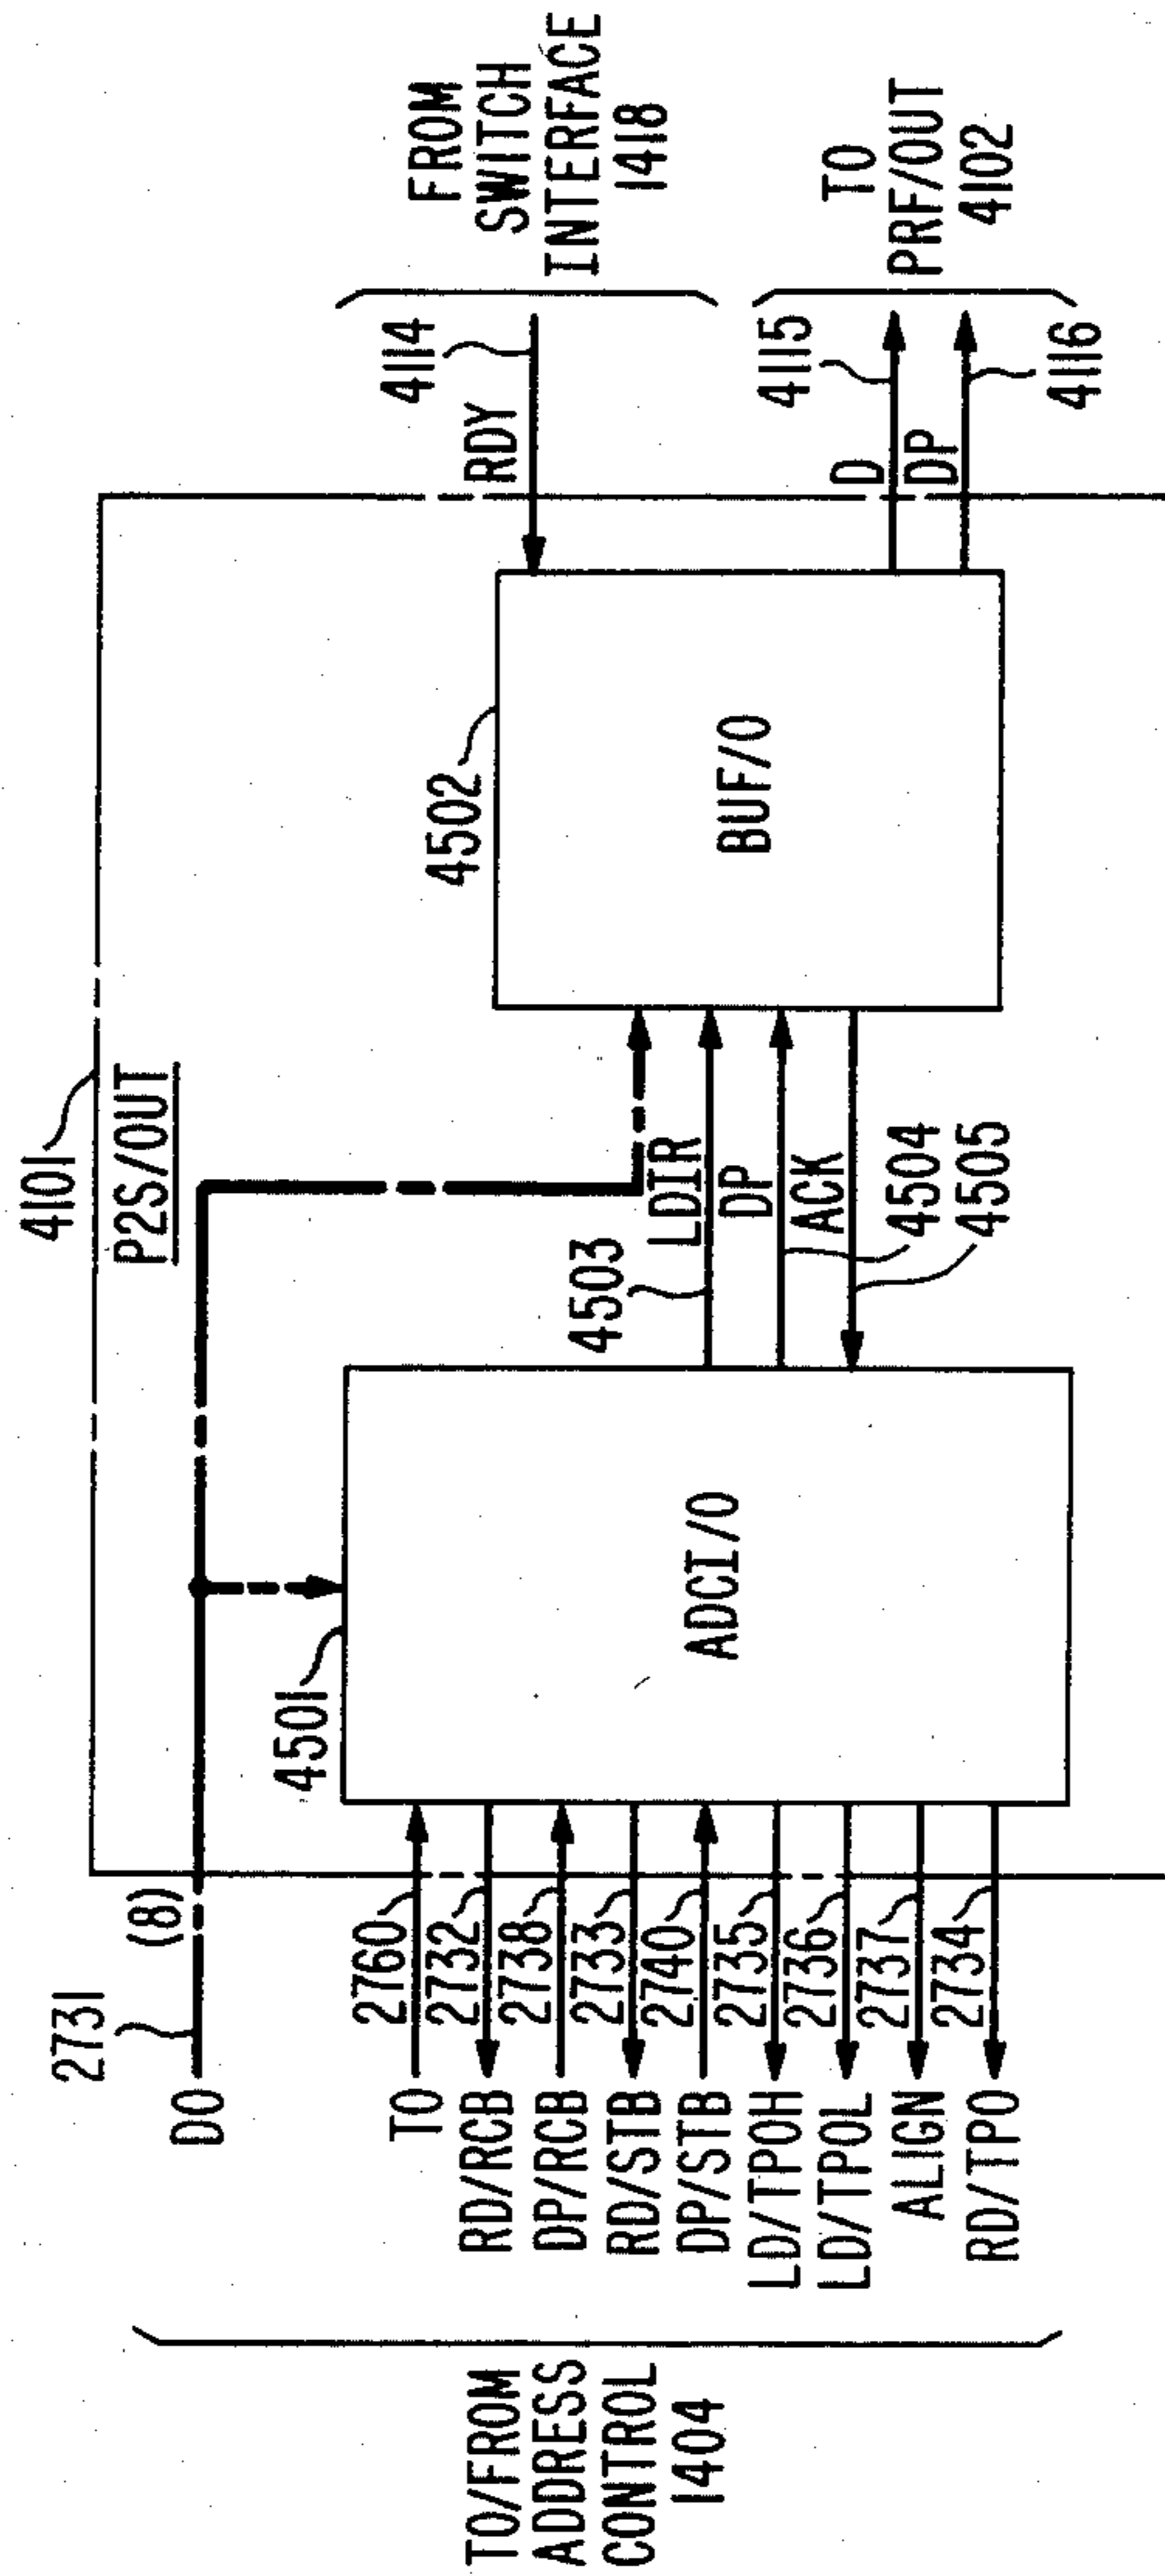 4101
P2S/OUT
2731
(8)
DO
TO/FROM
ADDRESS
CONTROL
1404
TO
2760
RD/RCB
2732
DP/RCB
2738
RD/STB
2733
DP/STB
2740
LD/TPOH
2735
LD/TPOL
2736
ALIGN
2737
RD/TPO
2734
4501
ADCI/O
4503
LDIR
DP
ACK
4504
4505
4502
BUF/O
RDY
4114
FROM
SWITCH
INTERFACE
1418
D
4115
DP
4116
TO
PRF/OUT
4102